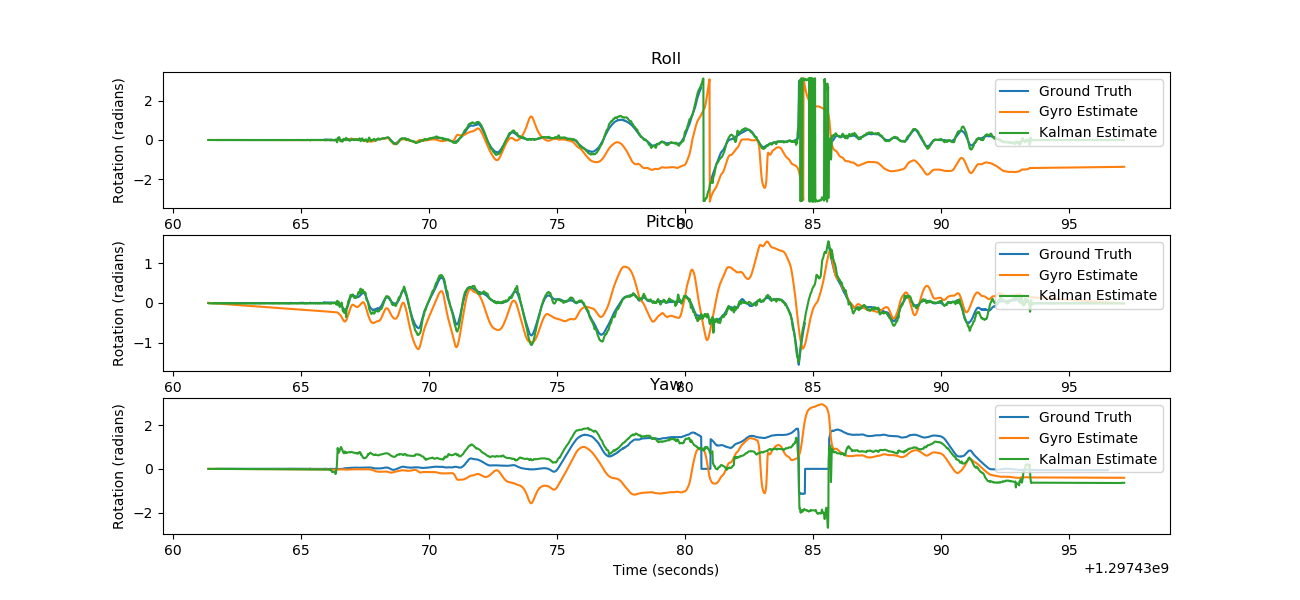 Roll
Rotation (radians)
2
0
−2
Ground Truth
Gyro Estimate
Kalman Estimate
60 65 70 75 80 85 90 95
Pitch
Rotation (radians)
1
0
−1
Ground Truth
Gyro Estimate
Kalman Estimate
60 65 70 75 80 85 90 95
Yaw
Rotation (radians)
2
0
−2
Ground Truth
Gyro Estimate
Kalman Estimate
60 65 70 75 80 85 90 95
Time (seconds)
+1.29743e9